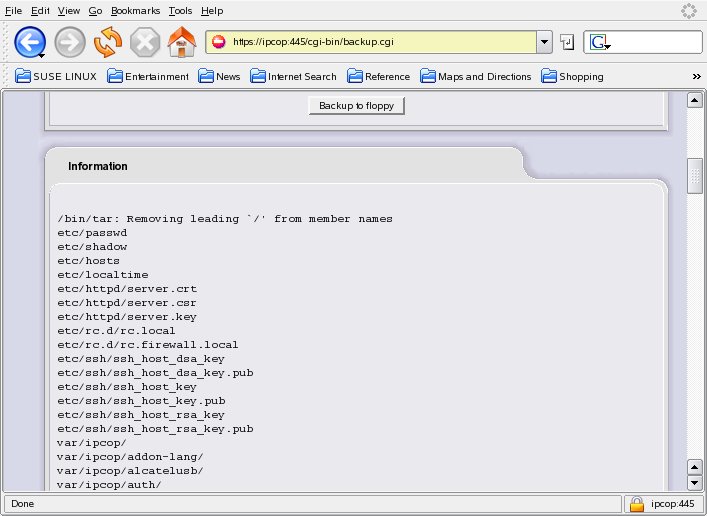 File Edit View Go Bookmarks Tools Help
https://ipcop:445/cgi-bin/backup.cgi
G
SUSE LINUX Entertainment News Internet Search Reference Maps and Directions Shopping »
Backup to floppy
Information
/bin/tar: Removing leading `/' from member names
etc/passwd
etc/shadow
etc/hosts
etc/localtime
etc/httpd/server.crt
etc/httpd/server.csr
etc/httpd/server.key
etc/rc.d/rc.local
etc/rc.d/rc.firewall.local
etc/ssh/ssh_host_dsa_key
etc/ssh/ssh_host_dsa_key.pub
etc/ssh/ssh_host_key
etc/ssh/ssh_host_key.pub
etc/ssh/ssh_host_rsa_key
etc/ssh/ssh_host_rsa_key.pub
var/ipcop/
var/ipcop/addon-lang/
var/ipcop/alcatelusb/
var/ipcop/auth/
Done ipcop:445